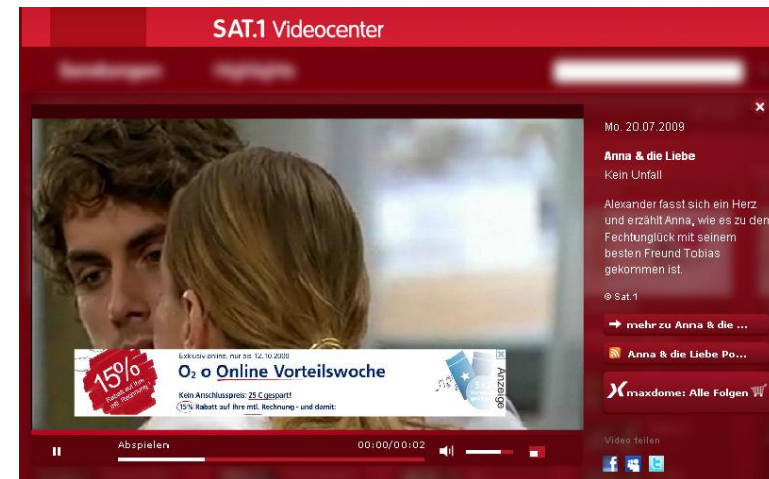 SAT.1 Videocenter
Sendungen
Highlights
Mo. 20.07.2009
Anna & die Liebe
Kein Unfall
Alexander fasst sich ein Herz
und erzählt Anna, wie es zu dem
Fechtunglück mit seinem
besten Freund Tobias
gekommen ist.
© Sat.1
mehr zu Anna & die ...
Anna & die Liebe Po...
maxdome: Alle Folgen
Video teilen
15%
Exklusiv online, nur bis 12.10.2008
O₂ o Online Vorteilswoche
Kein Anschlusspreis: 25 € gespart!
15% Rabatt auf Ihre mtl. Rechnung - und damit:
Anzeige
Abspielen
00:00/00:02